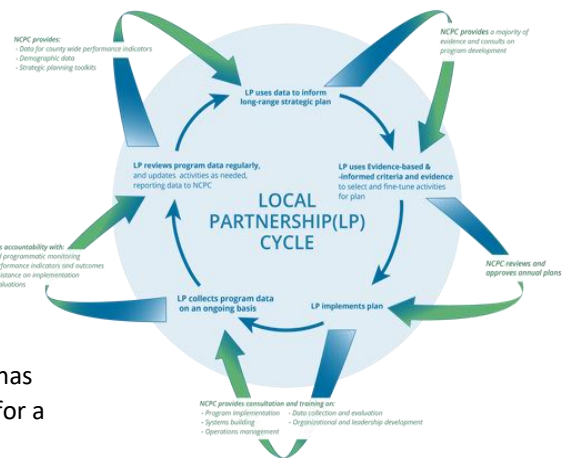 NCPC provides:
- Data for county wide performance indicators
- Demographic data
- Strategic planning toolkits
NCPC provides a majority of
evidence and consults on
program development
LP uses data to inform
long-range strategic plan
LP reviews program data regularly,
and updates activities as needed,
reporting data to NCPC
LP uses Evidence-based &
-informed criteria and evidence
to select and fine-tune activities
for plan
LOCAL
PARTNERSHIP(LP)
CYCLE
s accountability with:
programmatic monitoring
formance indicators and outcomes
istance on implementation
aluations
NCPC reviews and
approves annual plans
LP collects program data
on an ongoing basis
LP implements plan
has
for a
NCPC provides consultation and training on:
- Program implementation - Data collection and evaluation
- Systems building - Organizational and leadership development
- Operations management